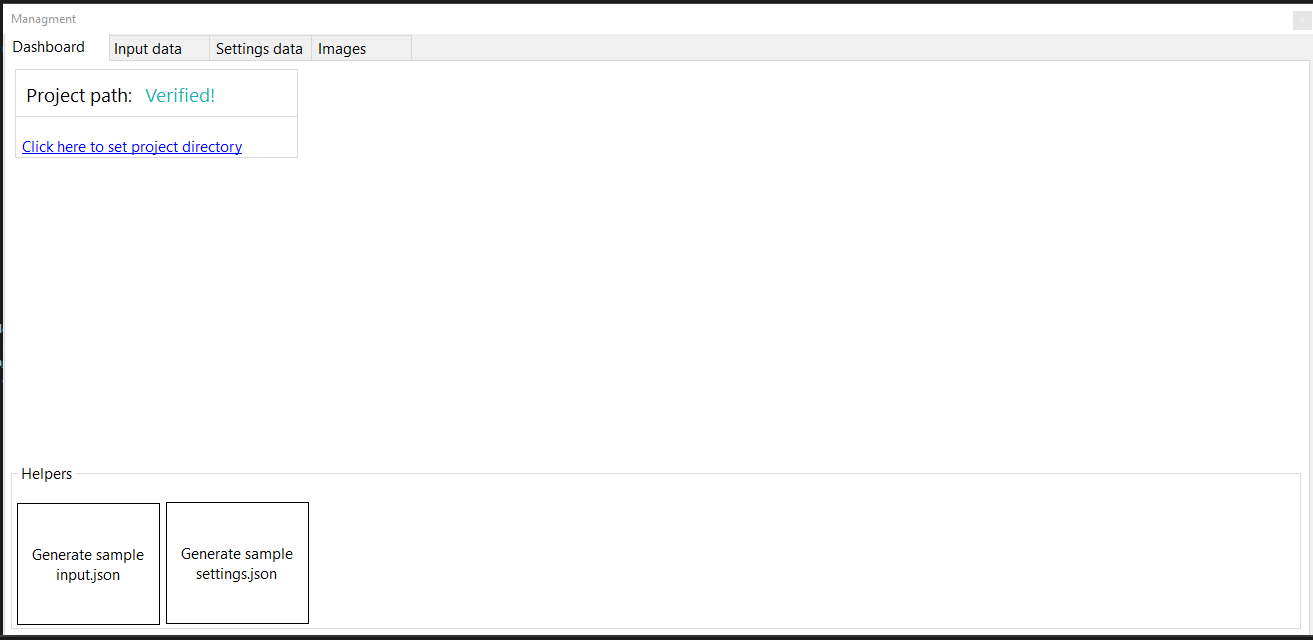 Managment
Dashboard Input data Settings data Images
Project path: Verified!
Click here to set project directory
Helpers
Generate sample
input.json
Generate sample
settings.json